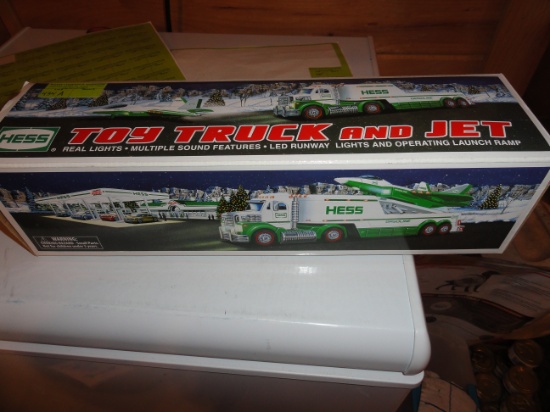 HESS
HESS
TOY TRUCK AND JET
REAL LIGHTS • MULTIPLE SOUND FEATURES • LED RUNWAY LIGHTS AND OPERATING LAUNCH RAMP
HESS
WARNING: